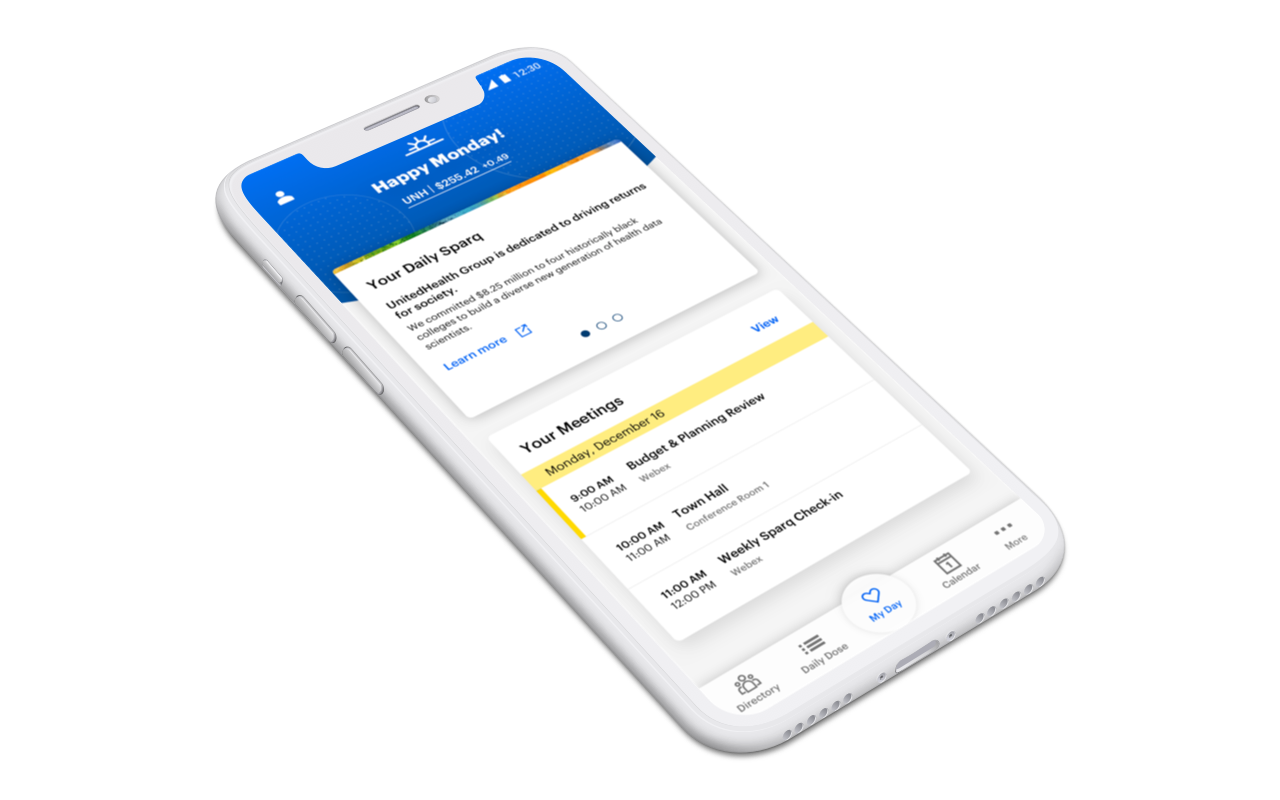 12:30
Happy Monday!
UNH | $255.42 +0.49
Your Daily Sparq
UnitedHealth Group is dedicated to driving returns
for society.
We committed $8.25 million to four historically black
colleges to build a diverse new generation of health data
scientists.
Learn more
Your Meetings
View
Monday, December 16
9:00 AM Budget & Planning Review
10:00 AM Webex
10:00 AM Town Hall
11:00 AM Conference Room 1
11:00 AM Weekly Sparq Check-in
12:00 PM Webex
Directory
Daily Dose
My Day
1
Calendar
More